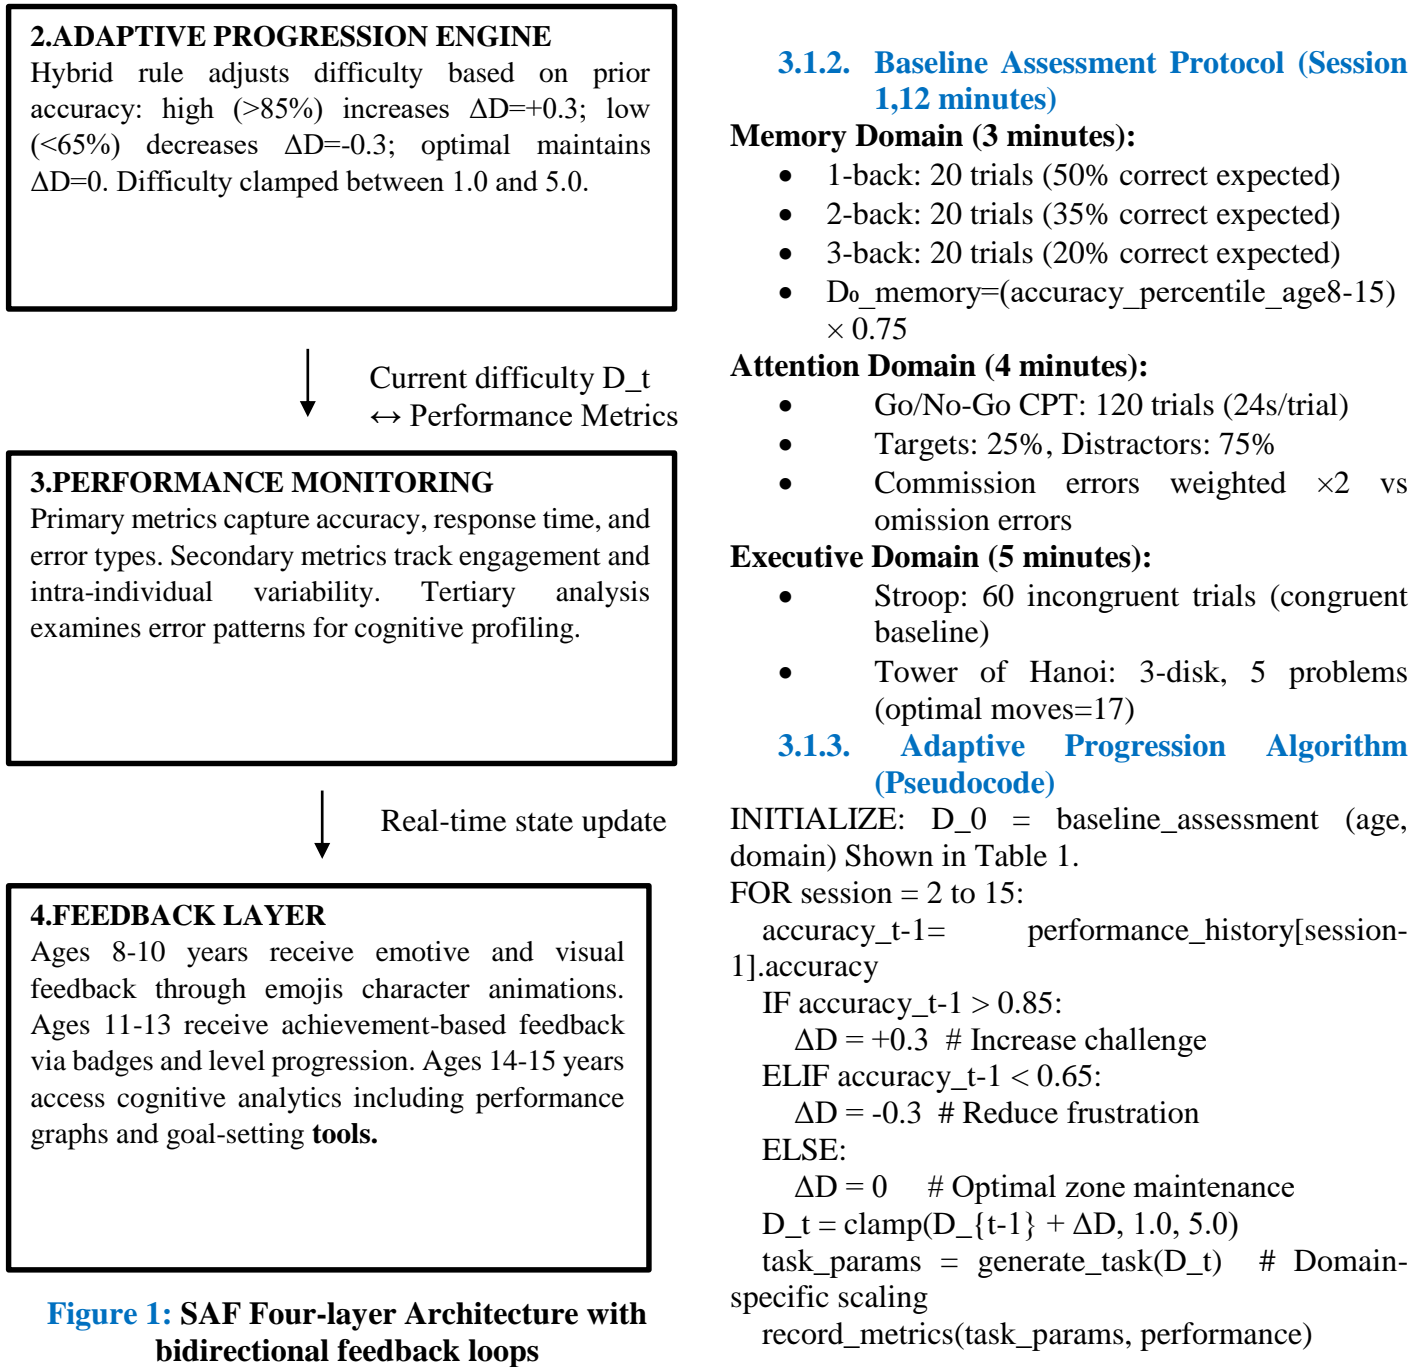 2.ADAPTIVE PROGRESSION ENGINE
Hybrid rule adjusts difficulty based on prior
accuracy: high (>85%) increases ΔD=+0.3; low
(<65%) decreases ΔD=-0.3; optimal maintains
ΔD=0. Difficulty clamped between 1.0 and 5.0.
Current difficulty D_t
↔ Performance Metrics
3.PERFORMANCE MONITORING
Primary metrics capture accuracy, response time, and
error types. Secondary metrics track engagement and
intra-individual variability. Tertiary analysis
examines error patterns for cognitive profiling.
Real-time state update
4.FEEDBACK LAYER
Ages 8-10 years receive emotive and visual
feedback through emojis character animations.
Ages 11-13 receive achievement-based feedback
via badges and level progression. Ages 14-15 years
access cognitive analytics including performance
graphs and goal-setting tools.
Figure 1: SAF Four-layer Architecture with
bidirectional feedback loops
3.1.2. Baseline Assessment Protocol (Session
1,12 minutes)
Memory Domain (3 minutes):
• 1-back: 20 trials (50% correct expected)
• 2-back: 20 trials (35% correct expected)
• 3-back: 20 trials (20% correct expected)
• D₀_memory=(accuracy_percentile_age8-15)
× 0.75
Attention Domain (4 minutes):
• Go/No-Go CPT: 120 trials (24s/trial)
• Targets: 25%, Distractors: 75%
• Commission errors weighted ×2 vs
omission errors
Executive Domain (5 minutes):
• Stroop: 60 incongruent trials (congruent
baseline)
• Tower of Hanoi: 3-disk, 5 problems
(optimal moves=17)
3.1.3. Adaptive Progression Algorithm
(Pseudocode)
INITIALIZE: D_0 = baseline_assessment (age,
domain) Shown in Table 1.
FOR session = 2 to 15:
accuracy_t-1= performance_history[session-
1].accuracy
IF accuracy_t-1 > 0.85:
ΔD = +0.3 # Increase challenge
ELIF accuracy_t-1 < 0.65:
ΔD = -0.3 # Reduce frustration
ELSE:
ΔD = 0 # Optimal zone maintenance
D_t = clamp(D_{t-1} + ΔD, 1.0, 5.0)
task_params = generate_task(D_t) # Domain-
specific scaling
record_metrics(task_params, performance)